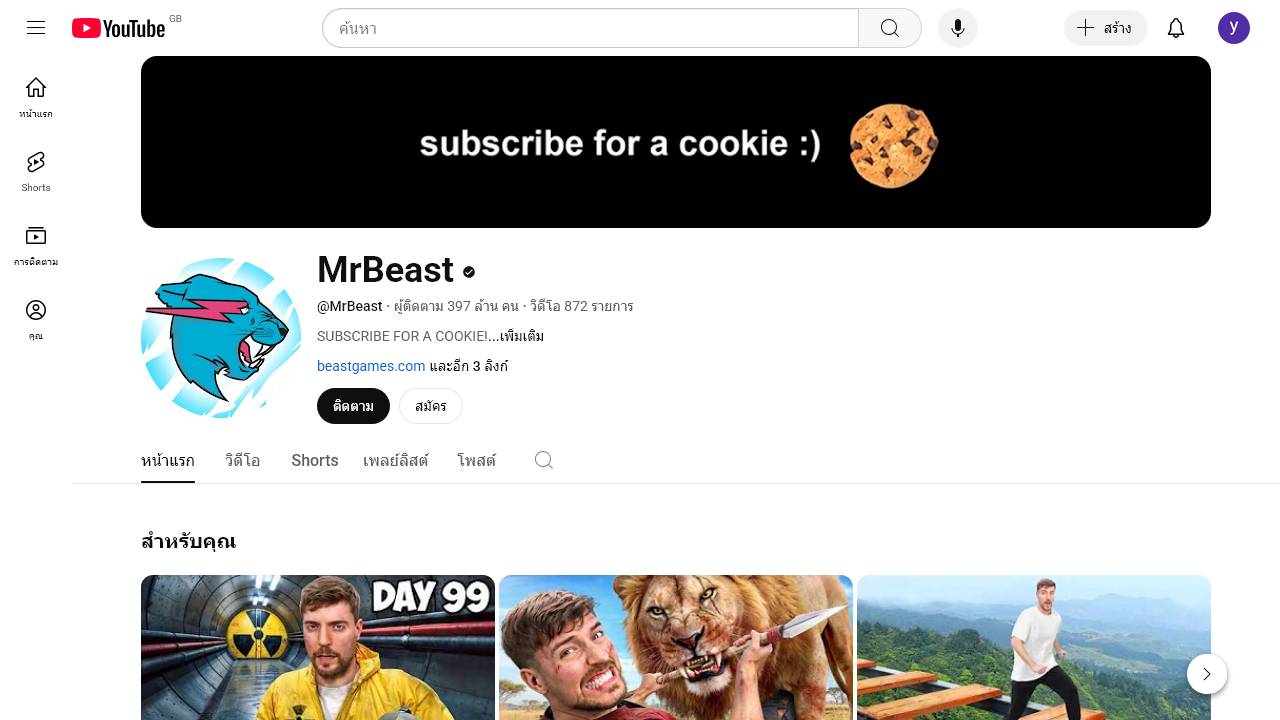 YouTube GB
ค้นหา
สร้าง
y
หน้าแรก
Shorts
การติดตาม
คุณ
subscribe for a cookie :)
MrBeast
@MrBeast • ผู้ติดตาม 397 ล้าน คน • วิดีโอ 872 รายการ
SUBSCRIBE FOR A COOKIE!...เพิ่มเติม
beastgames.com และอีก 3 ลิงก์
ติดตาม สมัคร
หน้าแรก วิดีโอ Shorts เพลย์ลิสต์ โพสต์
สำหรับคุณ
DAY 99